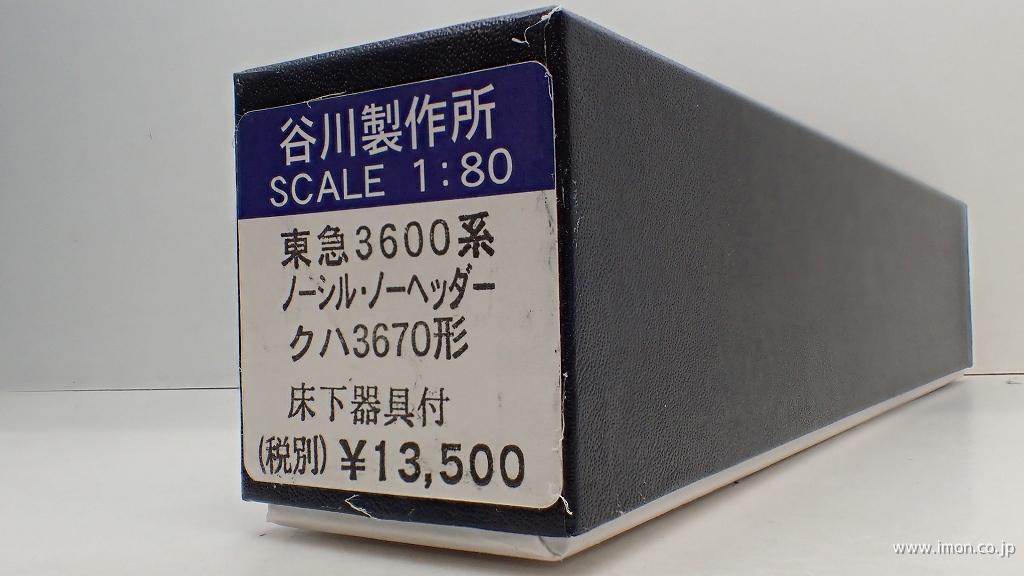 谷川製作所
SCALE 1:80
東急3600系
ノーシル・ノーヘッダー
クハ3670形
床下器具付
(税別) ¥13,500
www.imon.co.jp